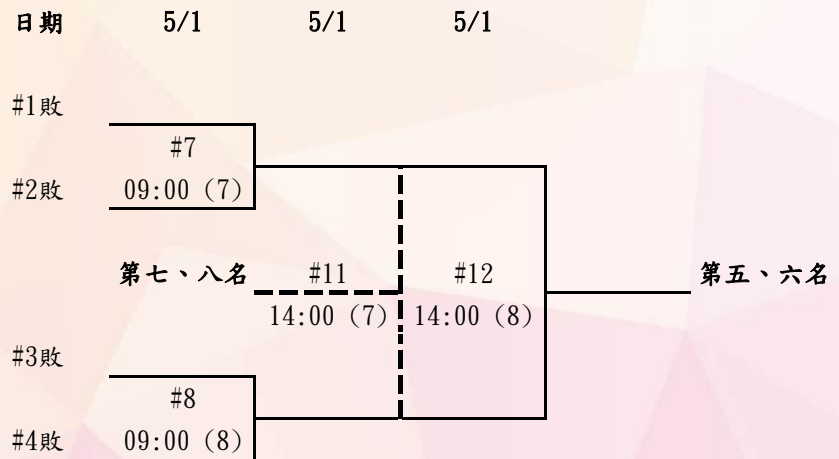 日期 5/1 5/1 5/1
#1敗
#7
#2敗 09:00 (7)
第七、八名 #11 #12 第五、六名
14:00 (7) 14:00 (8)
#3敗
#8
#4敗 09:00 (8)